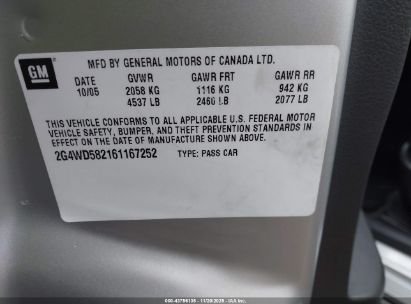 GM
MFD BY GENERAL MOTORS OF CANADA LTD.
DATE GVWR GAWR FRT GAWR RR
10/05 2058 KG 1116 KG 942 KG
4537 LB 2460 LB 2077 LB
THIS VEHICLE CONFORMS TO ALL APPLICABLE U.S. FEDERAL MOTOR
VEHICLE SAFETY, BUMPER, AND THEFT PREVENTION STANDARDS IN
EFFECT ON THE DATE OF MANUFACTURE SHOWN ABOVE.
2G4WD582161167252 TYPE: PASS CAR